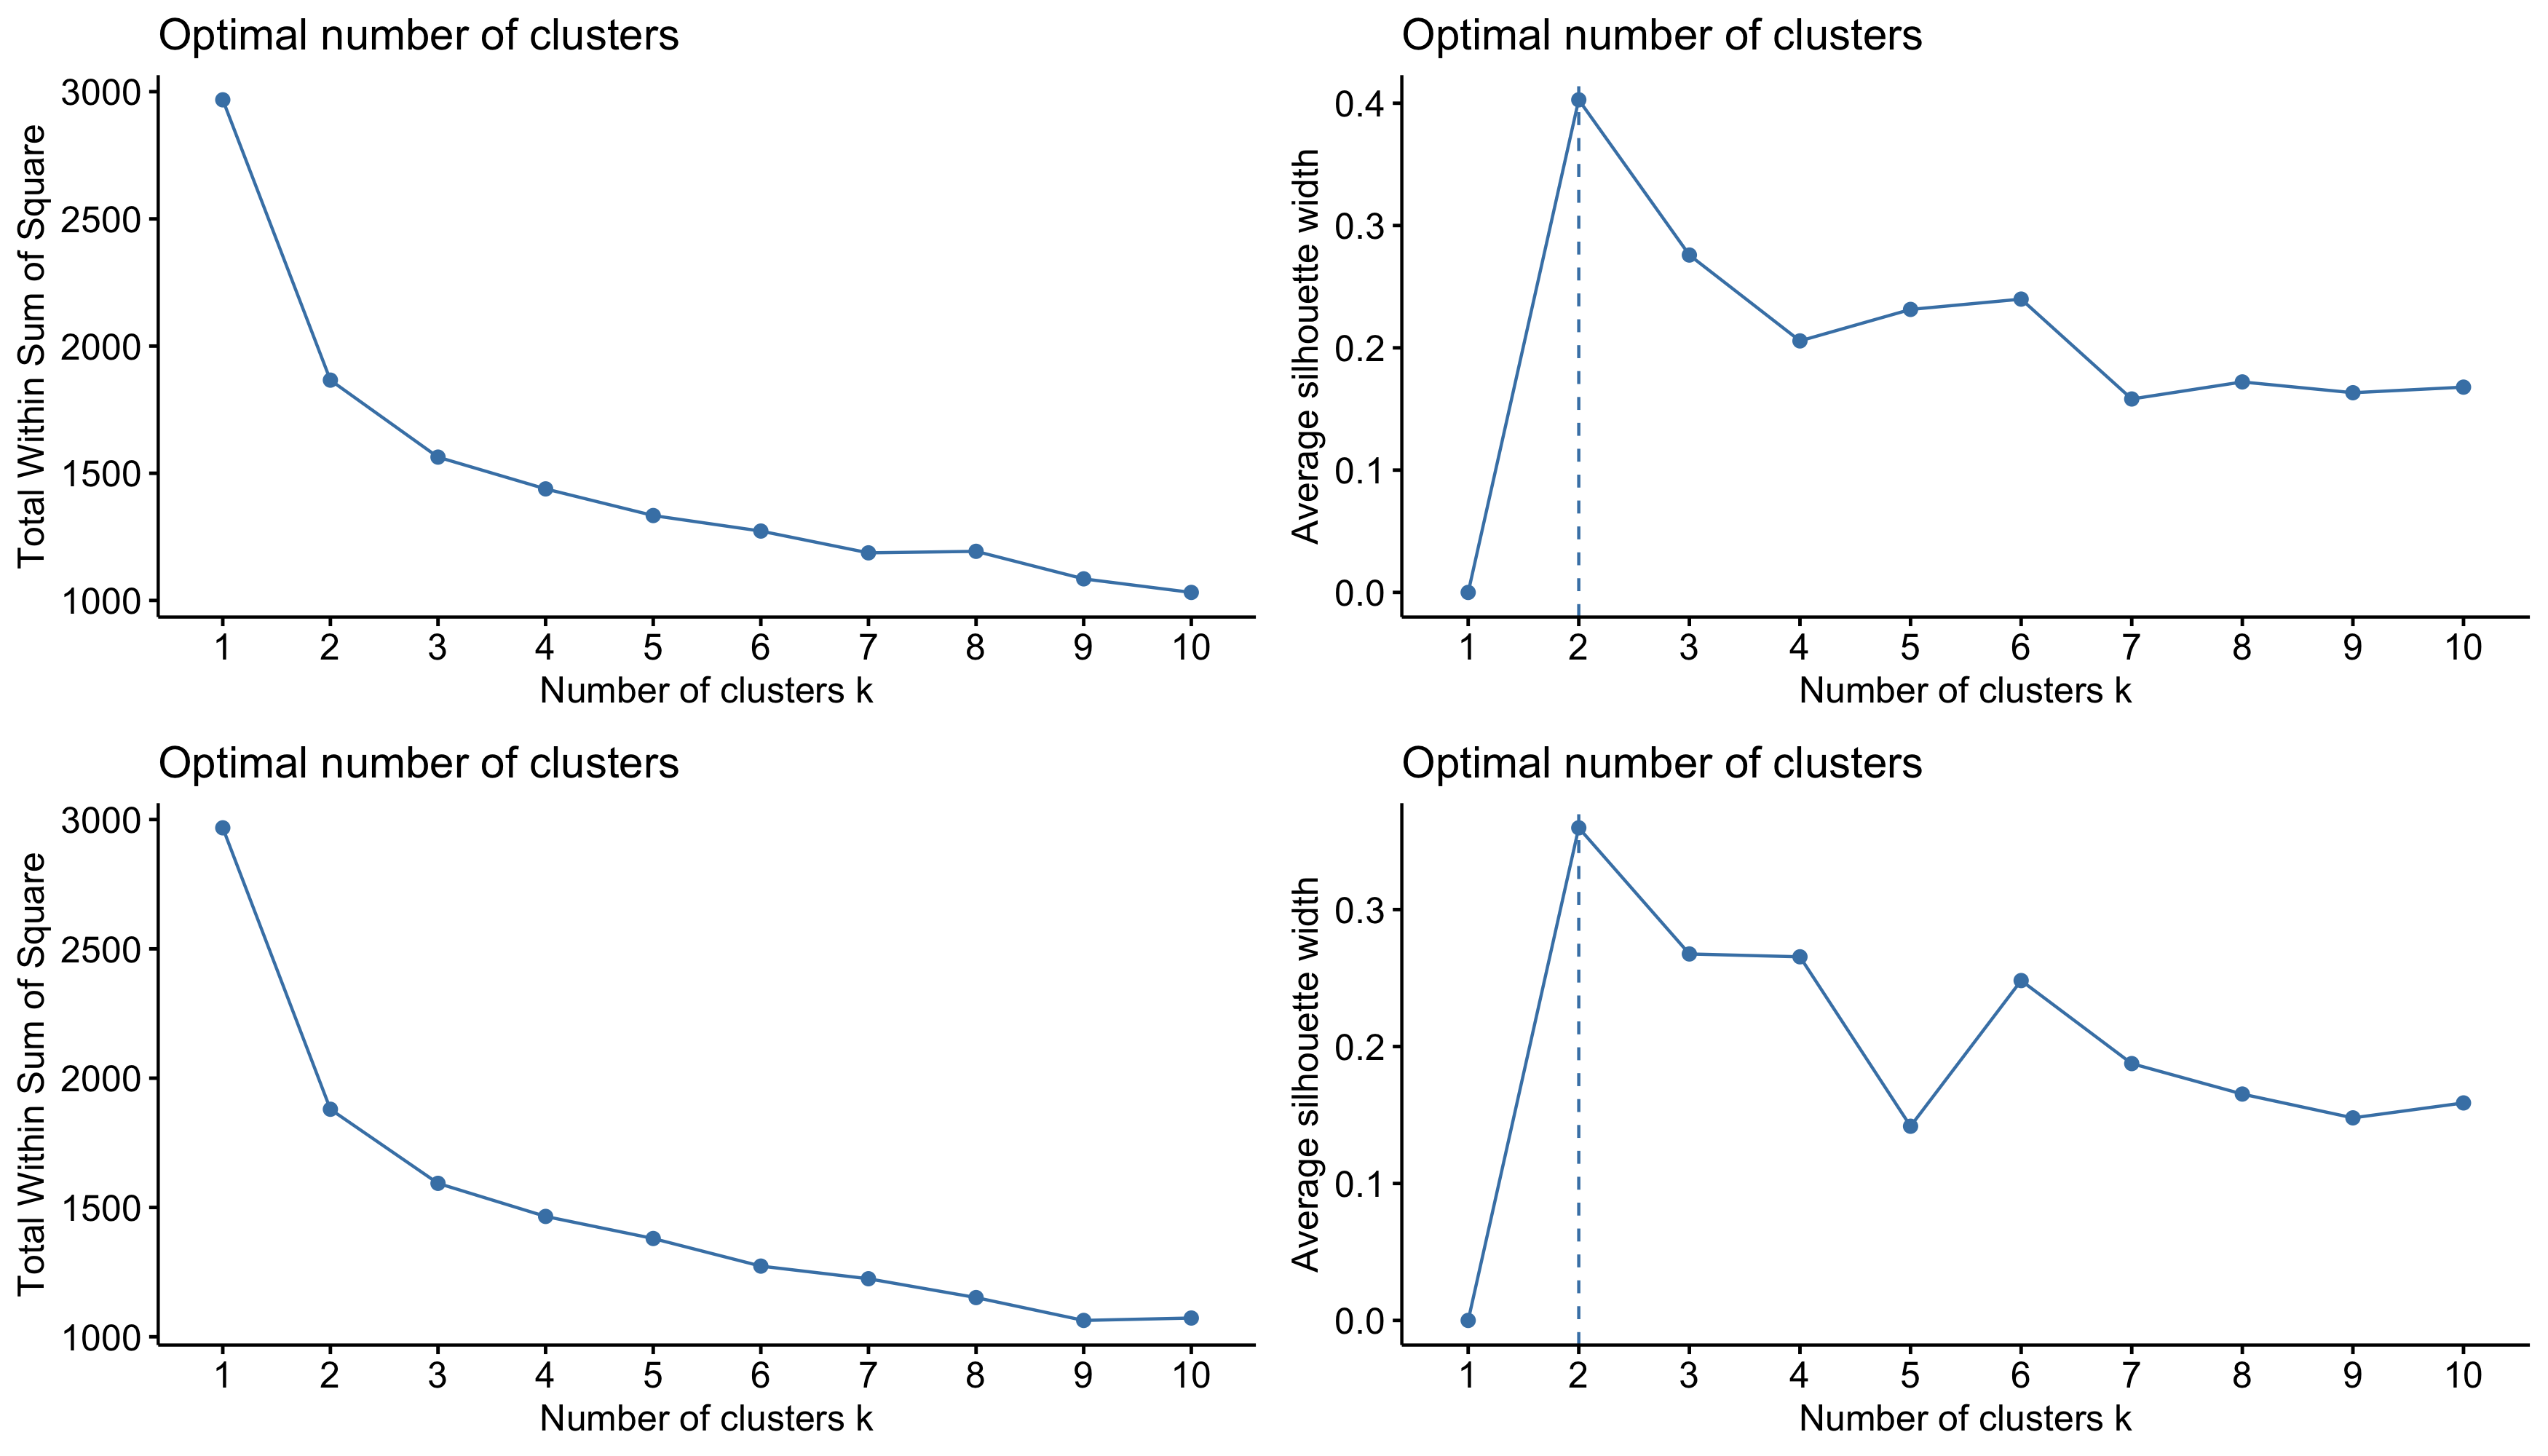 Optimal number of clusters
Total Within Sum of Square
3000
2500
2000
1500
1000
1 2 3 4 5 6 7 8 9 10
Number of clusters k
Optimal number of clusters
Average silhouette width
0.4
0.3
0.2
0.1
0.0
1 2 3 4 5 6 7 8 9 10
Number of clusters k
Optimal number of clusters
Total Within Sum of Square
3000
2500
2000
1500
1000
1 2 3 4 5 6 7 8 9 10
Number of clusters k
Optimal number of clusters
Average silhouette width
0.3
0.2
0.1
0.0
1 2 3 4 5 6 7 8 9 10
Number of clusters k